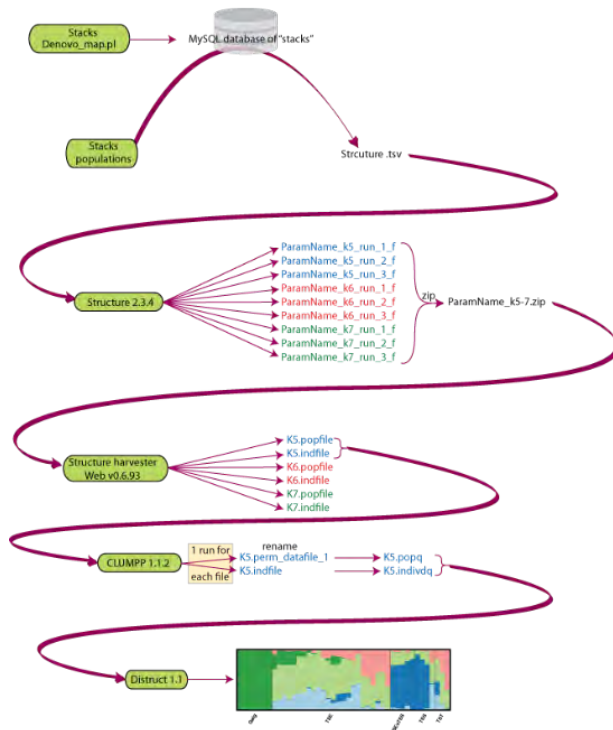 Stacks
Denovo_map.pl
MySQL database of "stacks"
Stacks
populations
Strcuture .tsv
Structure 2.3.4
ParamName_k5_run_1_f
ParamName_k5_run_2_f
ParamName_k5_run_3_f
ParamName_k6_run_1_f
ParamName_k6_run_2_f
ParamName_k6_run_3_f
ParamName_k7_run_1_f
ParamName_k7_run_2_f
ParamName_k7_run_3_f
zip
ParamName_k5-7.zip
Structure harvester
Web v0.6.93
K5.popfile
K5.indfile
K6.popfile
K6.indfile
K7.popfile
K7.indfile
CLUMPP 1.1.2
1 run for
each file
rename
K5.perm_datafile_1
K5.popq
K5.indfile
K5.indivdq
Distruct 1.1